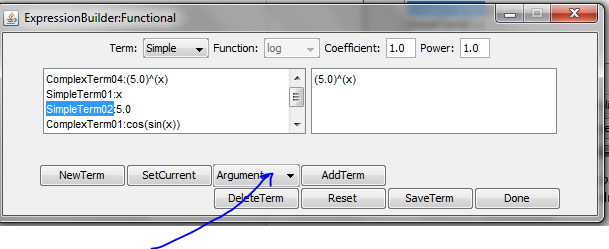 ExpressionBuilder:Functional
Term: Simple Function: log Coefficient: 1.0 Power: 1.0
ComplexTerm04:(5.0)^(x)
SimpleTerm01:x
SimpleTerm02:5.0
ComplexTerm01:cos(sin(x))
(5.0)^(x)
NewTerm SetCurrent Argument AddTerm
DeleteTerm Reset SaveTerm Done